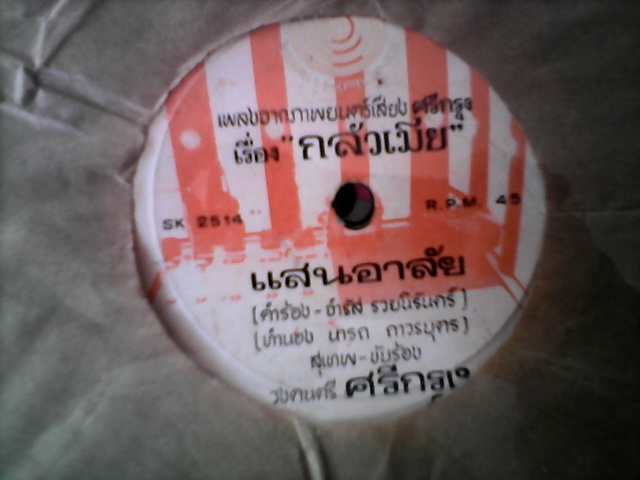 เพลงจากภาพยนตร์เสียง ศรีกรุง
เรื่อง "กลัวเมีย"
SK 2514 R.P.M. 45
แสนอาลัย
(คำร้อง-จำรัส รวยนิรันดร์)
(ทำนอง นารถ ถาวรบุตร)
สุเทพ-ขับร้อง
วงดนตรี ศรีกรุง